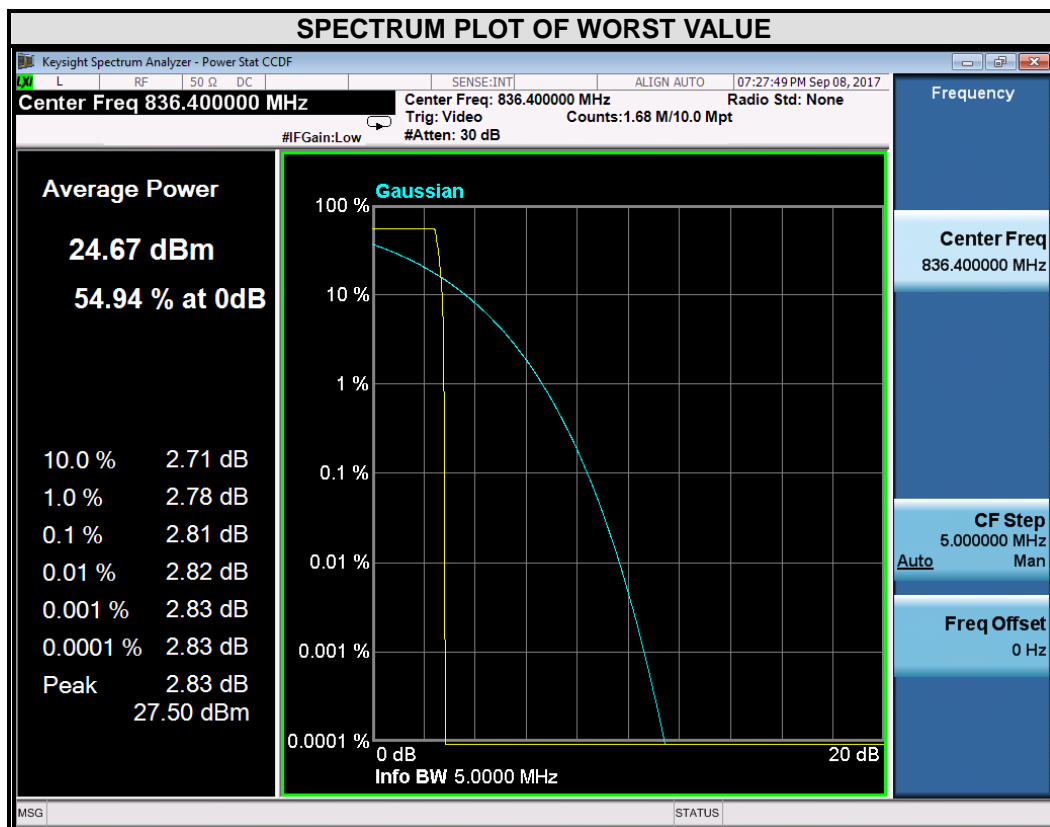 SPECTRUM PLOT OF WORST VALUE
Keysight Spectrum Analyzer - Power Stat CCDF
LXI L RF 50 Ω DC SENSE:INT ALIGN AUTO 07:27:49 PM Sep 08, 2017
Center Freq 836.400000 MHz
Center Freq: 836.400000 MHz Radio Std: None
Trig: Video Counts:1.68 M/10.0 Mpt
#IFGain:Low #Atten: 30 dB
Average Power
24.67 dBm
54.94 % at 0dB
10.0 % 2.71 dB
1.0 % 2.78 dB
0.1 % 2.81 dB
0.01 % 2.82 dB
0.001 % 2.83 dB
0.0001 % 2.83 dB
Peak 2.83 dB
27.50 dBm
Gaussian
100 %
10 %
1 %
0.1 %
0.01 %
0.001 %
0.0001 %
0 dB 20 dB
Info BW 5.0000 MHz
Frequency
Center Freq
836.400000 MHz
CF Step
5.000000 MHz
Auto Man
Freq Offset
0 Hz
MSG STATUS